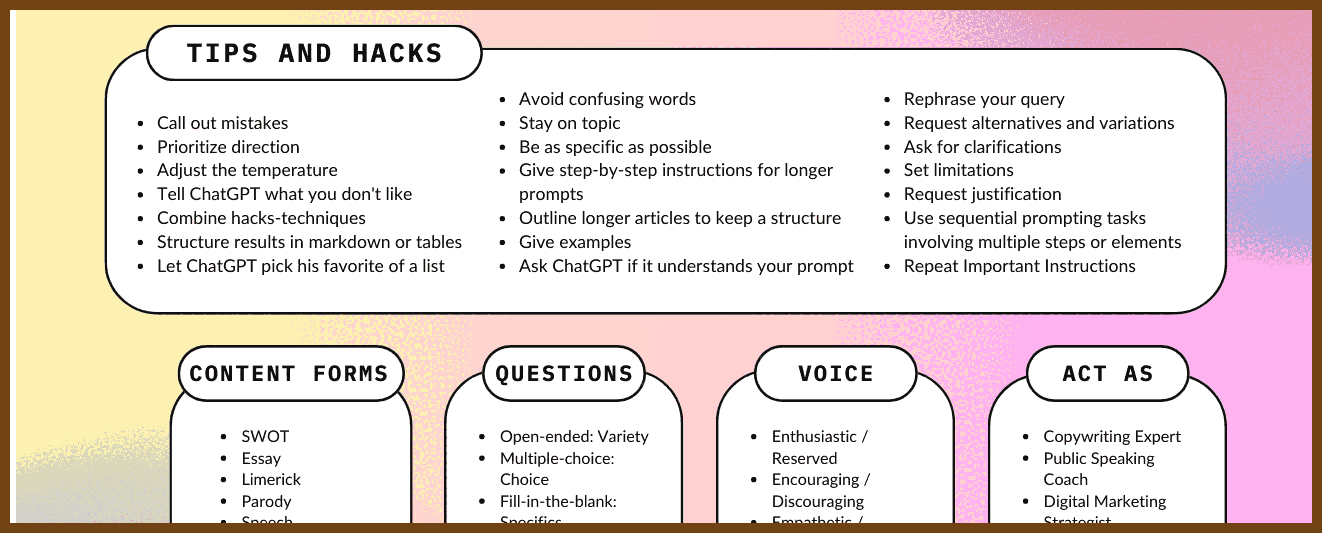 TIPS AND HACKS
Call out mistakes
Prioritize direction
Adjust the temperature
Tell ChatGPT what you don't like
Combine hacks-techniques
Structure results in markdown or tables
Let ChatGPT pick his favorite of a list
Avoid confusing words
Stay on topic
Be as specific as possible
Give step-by-step instructions for longer
prompts
Outline longer articles to keep a structure
Give examples
Ask ChatGPT if it understands your prompt
Rephrase your query
Request alternatives and variations
Ask for clarifications
Set limitations
Request justification
Use sequential prompting tasks
involving multiple steps or elements
Repeat Important Instructions
CONTENT FORMS
SWOT
Essay
Limerick
Parody
Speech
QUESTIONS
Open-ended: Variety
Multiple-choice:
Choice
Fill-in-the-blank:
Specifics
VOICE
Enthusiastic /
Reserved
Encouraging /
Discouraging
Empathetic /
ACT AS
Copywriting Expert
Public Speaking
Coach
Digital Marketing
Strategist